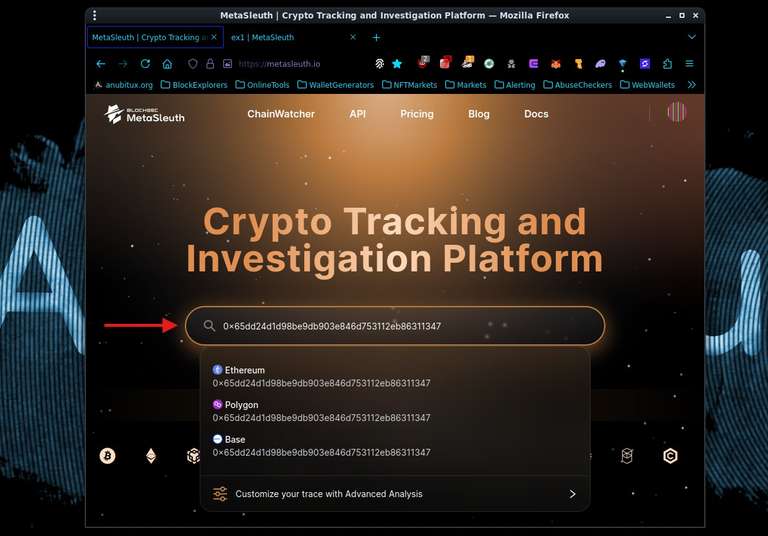 MetaSleuth | Crypto Tracking and Investigation Platform — Mozilla Firefox
MetaSleuth | Crypto Tracking a
ex1 | MetaSleuth
https://metasleuth.io
anubitux.org BlockExplorers OnlineTools WalletGenerators NFTMarkets Markets Alerting AbuseCheckers WebWallets
BLOCKSEC
MetaSleuth
ChainWatcher API Pricing Blog Docs
Crypto Tracking and
Investigation Platform
0×65dd24d1d98be9db903e846d753112eb86311347
Ethereum
0×65dd24d1d98be9db903e846d753112eb86311347
Polygon
0×65dd24d1d98be9db903e846d753112eb86311347
Base
0×65dd24d1d98be9db903e846d753112eb86311347
Customize your trace with Advanced Analysis
A
u